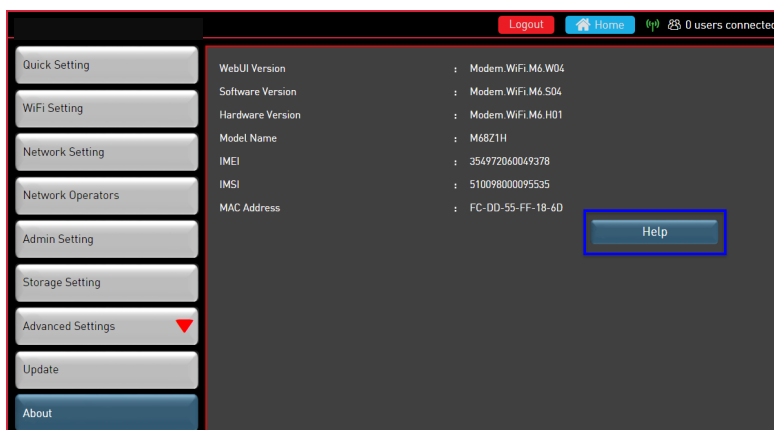 Logout Home 0 users connected
Quick Setting
WiFi Setting
Network Setting
Network Operators
Admin Setting
Storage Setting
Advanced Settings
Update
About
WebUI Version : Modem.WiFi.M6.W04
Software Version : Modem.WiFi.M6.S04
Hardware Version : Modem.WiFi.M6.H01
Model Name : M68Z1H
IMEI : 354972060049378
IMSI : 510098000095535
MAC Address : FC-DD-55-FF-18-6D
Help